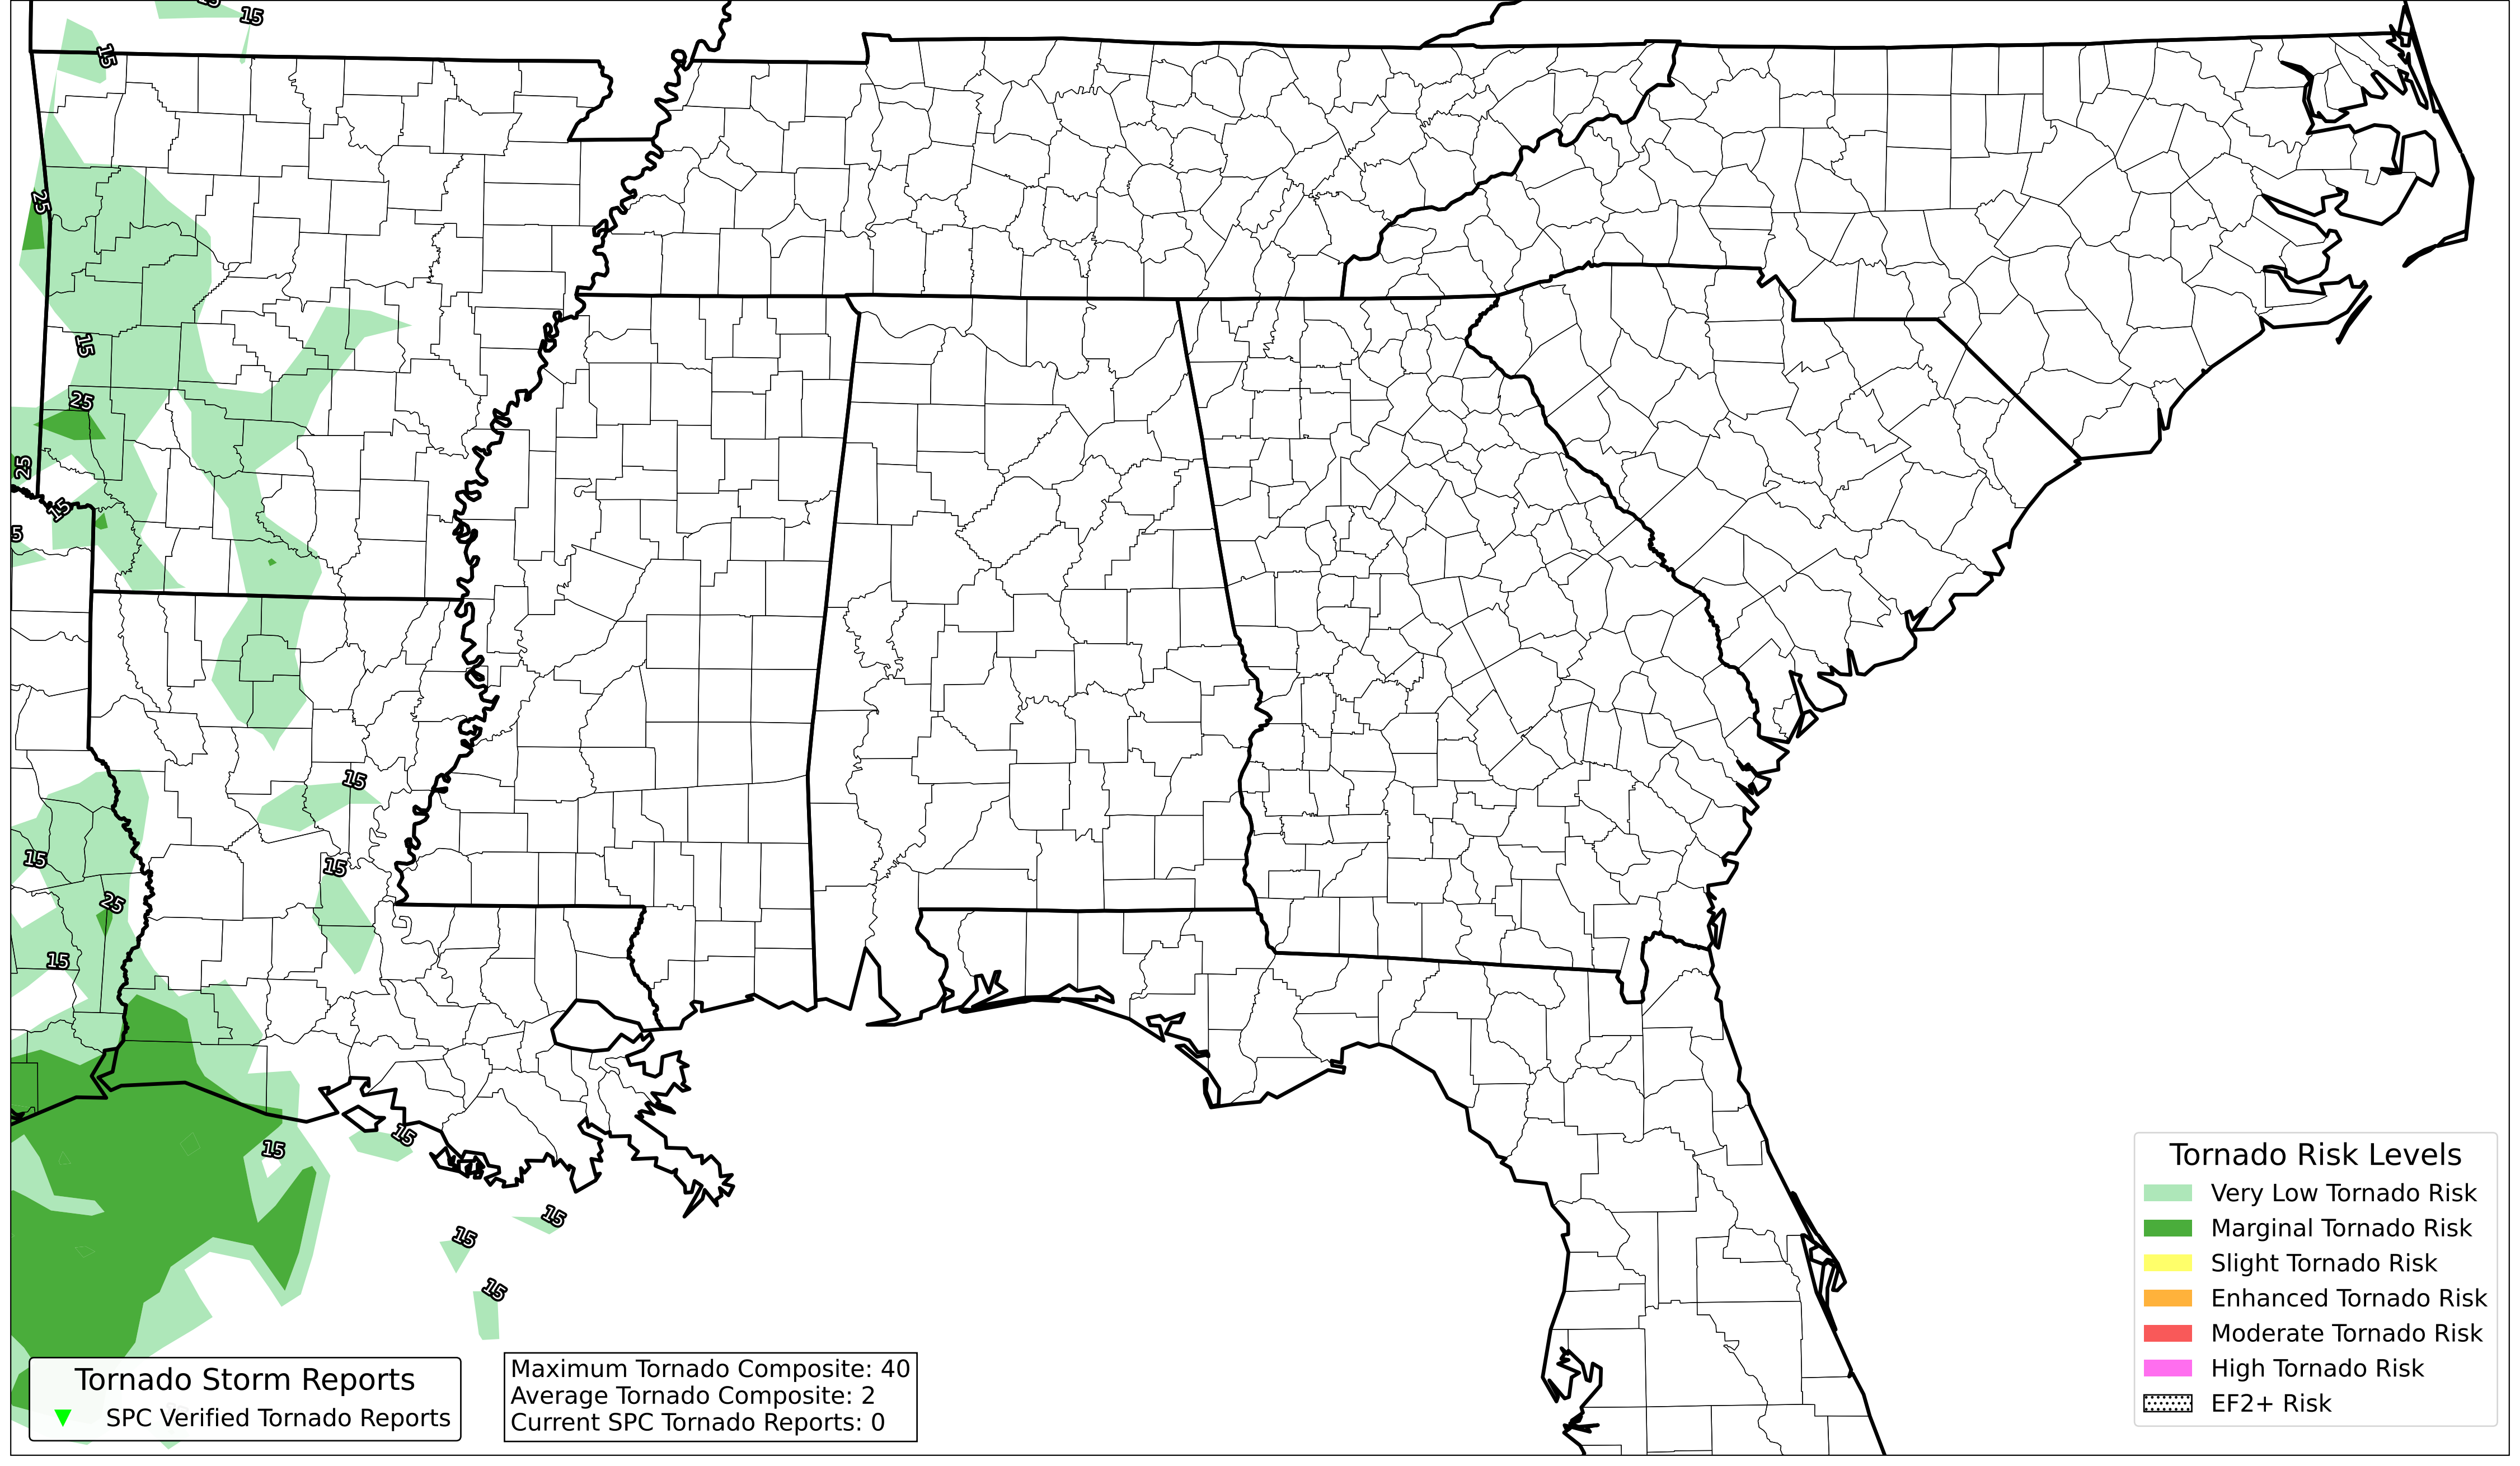 15
15
15
25
15
25
25
15
5
15
15
15
25
15
15
15
15
15
15
Tornado Risk Levels
Very Low Tornado Risk
Marginal Tornado Risk
Slight Tornado Risk
Enhanced Tornado Risk
Moderate Tornado Risk
High Tornado Risk
EF2+ Risk
Tornado Storm Reports
SPC Verified Tornado Reports
Maximum Tornado Composite: 40
Average Tornado Composite: 2
Current SPC Tornado Reports: 0